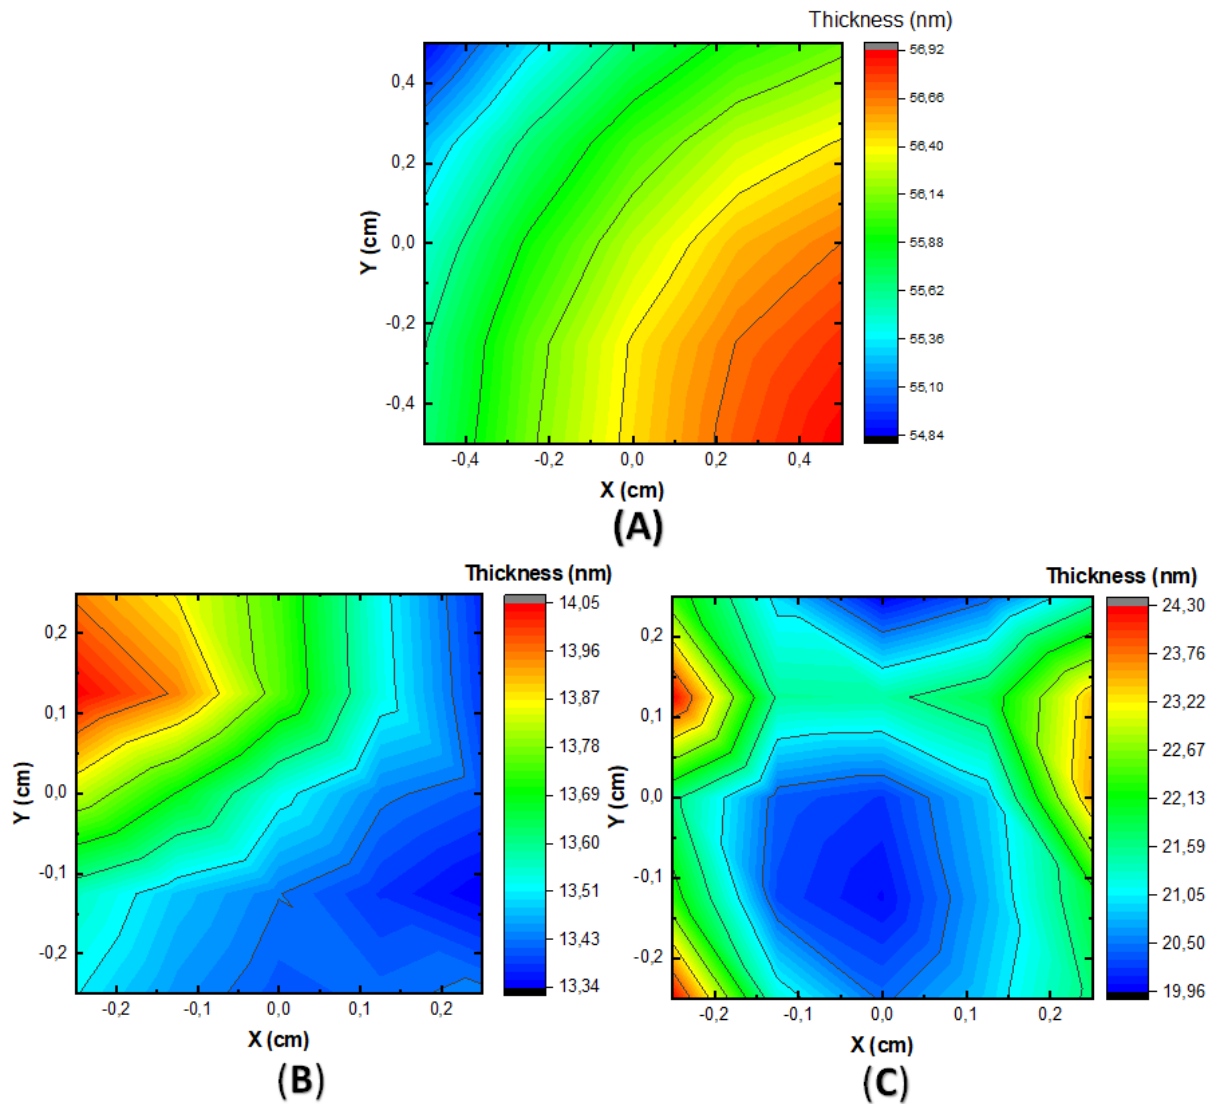 Thickness (nm)
56,92
56,66
56,40
56,14
55,88
55,62
55,36
55,10
54,84
0,4
0,2
0,0
-0,2
-0,4
Y (cm)
-0,4 -0,2 0,0 0,2 0,4
X (cm)
(A)
Thickness (nm)
14,05
13,96
13,87
13,78
13,69
13,60
13,51
13,43
13,34
0,2
0,1
0,0
-0,1
-0,2
Y (cm)
-0,2 -0,1 0,0 0,1 0,2
X (cm)
(B)
Thickness (nm)
24,30
23,76
23,22
22,67
22,13
21,59
21,05
20,50
19,96
0,2
0,1
0,0
-0,1
-0,2
Y (cm)
-0,2 -0,1 0,0 0,1 0,2
X (cm)
(C)